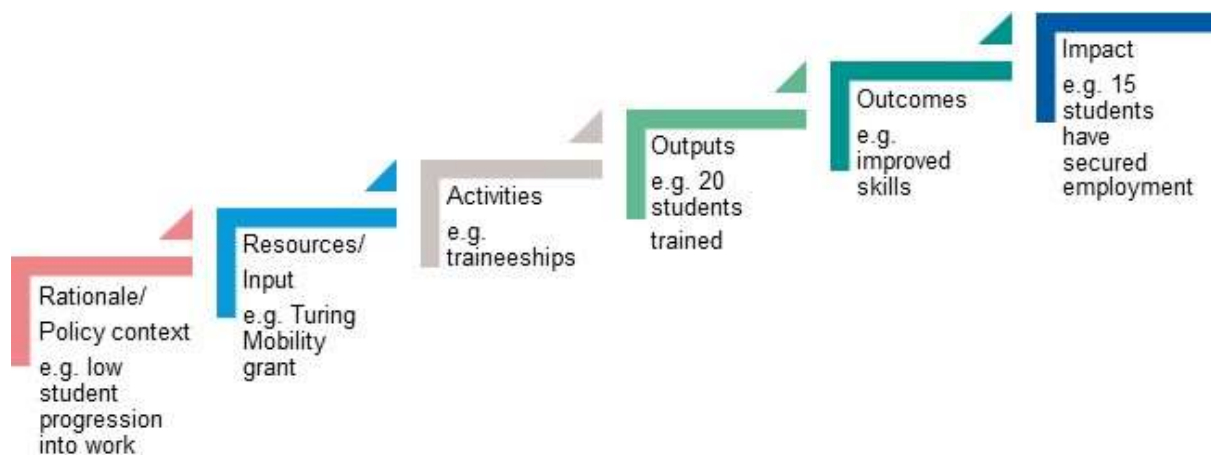 Rationale/
Policy context
e.g. low
student
progression
into work
Resources/
Input
e.g. Turing
Mobility
grant
Activities
e.g.
traineeships
Outputs
e.g. 20
students
trained
Outcomes
e.g.
improved
skills
Impact
e.g. 15
students
have
secured
employment